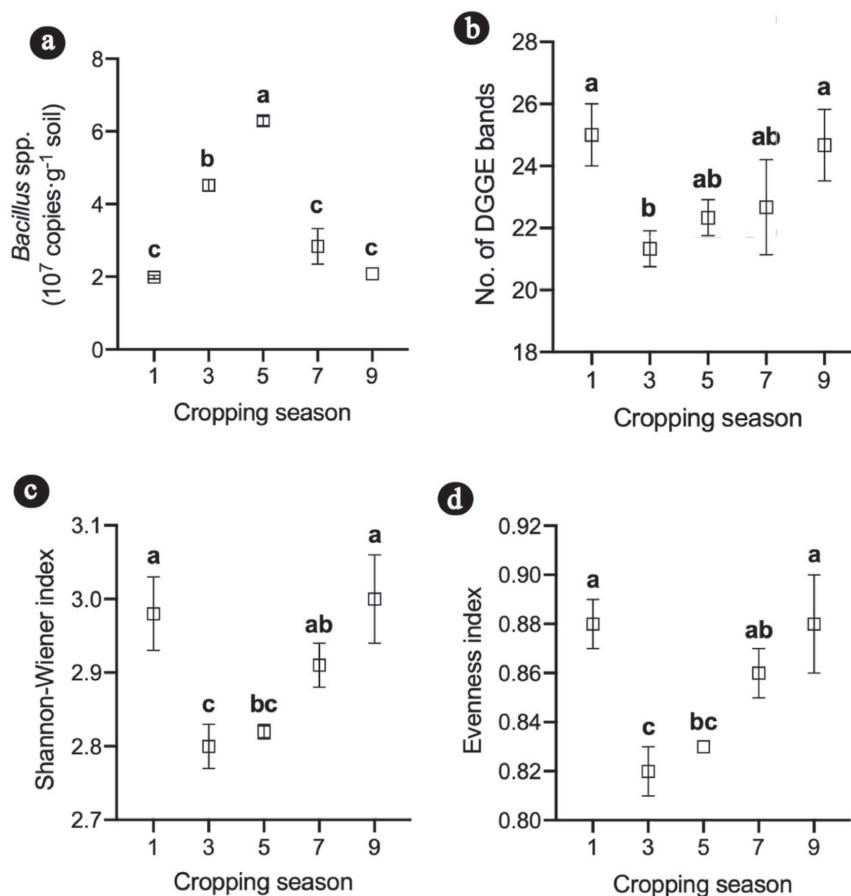 a
Bacillus spp.
(10⁷ copies·g⁻¹ soil)
8
6
4
2
0
c
b
a
c
c
1 3 5 7 9
Cropping season
b
No. of DGGE bands
28
26
24
22
20
18
a
b
ab
ab
a
1 3 5 7 9
Cropping season
c
Shannon-Wiener index
3.1
3.0
2.9
2.8
2.7
a
c
bc
ab
a
1 3 5 7 9
Cropping season
d
Evenness index
0.92
0.90
0.88
0.86
0.84
0.82
0.80
a
c
bc
ab
a
1 3 5 7 9
Cropping season